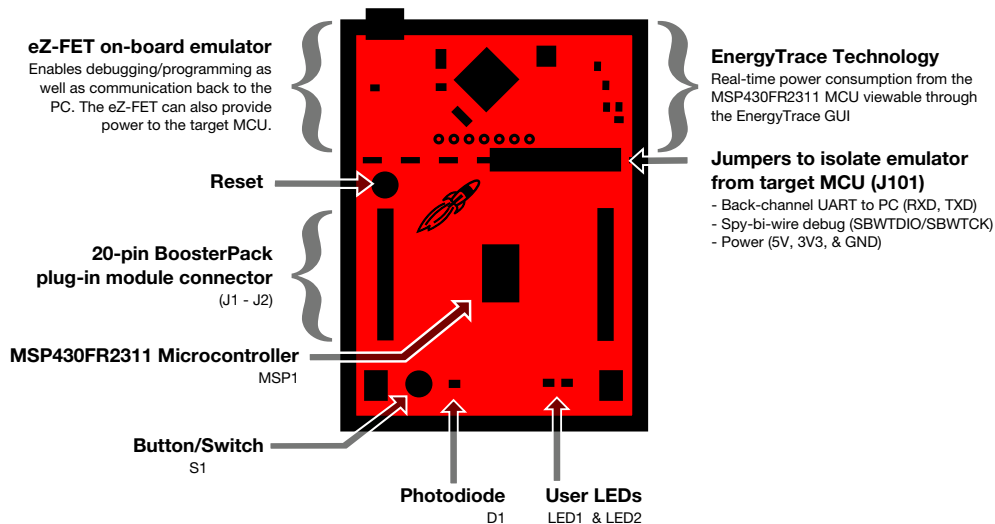 eZ-FET on-board emulator
Enables debugging/programming as
well as communication back to the
PC. The eZ-FET can also provide
power to the target MCU.
EnergyTrace Technology
Real-time power consumption from the
MSP430FR2311 MCU viewable through
the EnergyTrace GUI
Jumpers to isolate emulator
from target MCU (J101)
- Back-channel UART to PC (RXD, TXD)
- Spy-bi-wire debug (SBWTDIO/SBWTCK)
- Power (5V, 3V3, & GND)
Reset
20-pin BoosterPack
plug-in module connector
(J1 - J2)
MSP430FR2311 Microcontroller
MSP1
Button/Switch
S1
Photodiode
D1
User LEDs
LED1 & LED2